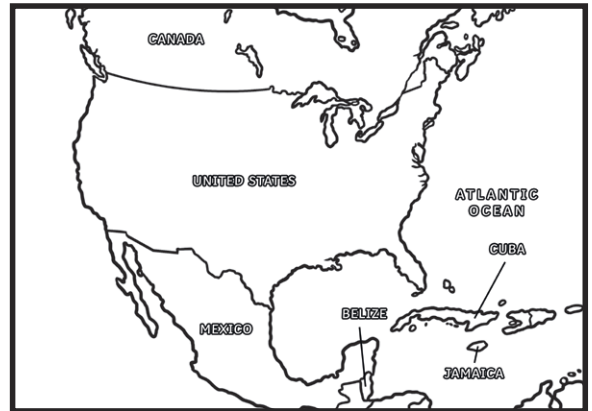 CANADA
UNITED STATES
ATLANTIC
OCEAN
CUBA
BELIZE
MEXICO
JAMAICA